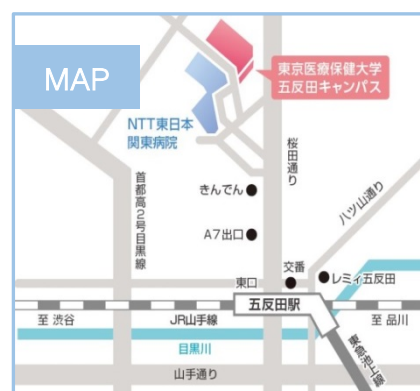 MAP
東京医療保健大学
五反田キャンパス
NTT東日本
関東病院
桜田通り
首都高2号目黒線
八ツ山通り
きんでん
A7出口
交番
東口
レミィ五反田
五反田駅
至 渋谷
JR山手線
至 品川
目黒川
東急池上線
山手通り